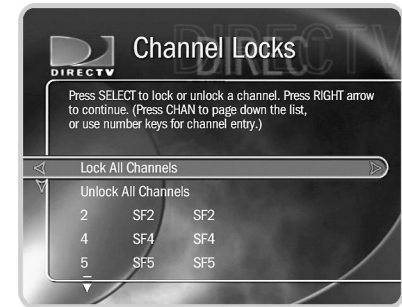 DIRECTV
Channel Locks
DIRECTV
Press SELECT to lock or unlock a channel. Press RIGHT arrow
to continue. (Press CHAN to page down the list,
or use number keys for channel entry.)
Lock All Channels
Unlock All Channels
2 SF2 SF2
4 SF4 SF4
5 SF5 SF5